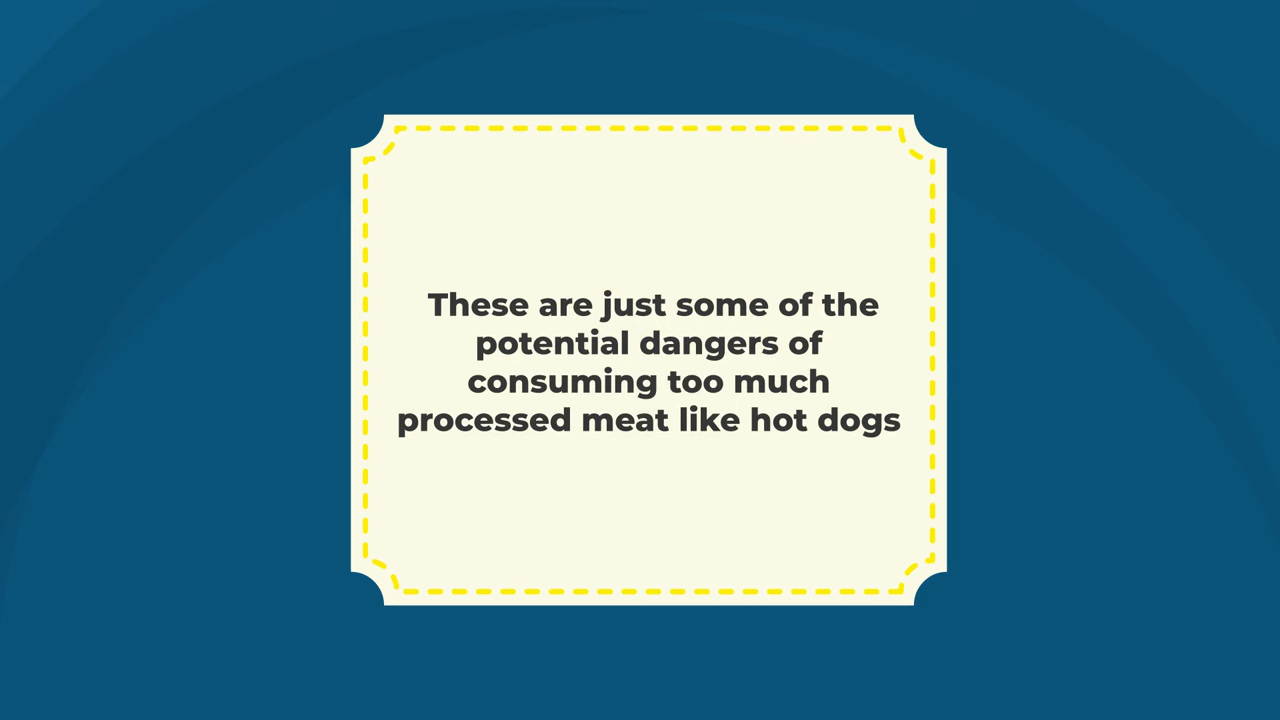 These are just some of the
potential dangers of
consuming too much
processed meat like hot dogs